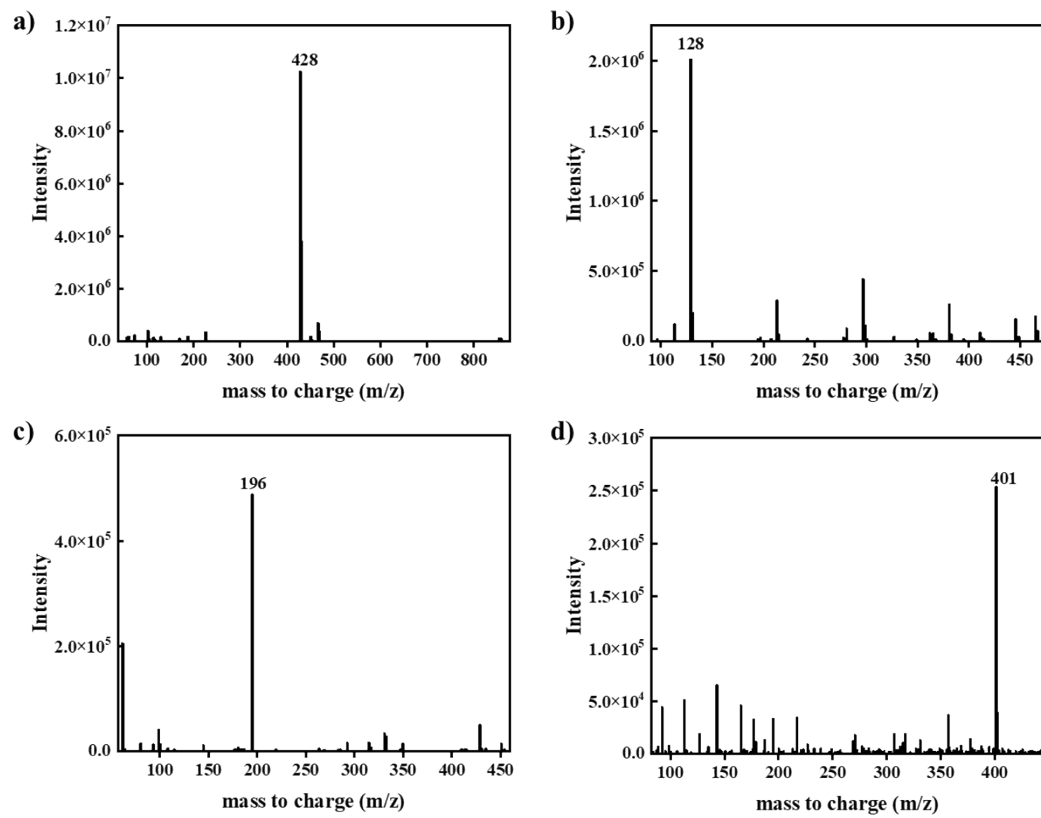 a)
1.2×10⁷
1.0×10⁷
8.0×10⁶
6.0×10⁶
4.0×10⁶
2.0×10⁶
0.0
Intensity
428
100 200 300 400 500 600 700 800
mass to charge (m/z)
b)
2.0×10⁶
1.5×10⁶
1.0×10⁶
5.0×10⁵
0.0
Intensity
128
100 150 200 250 300 350 400 450
mass to charge (m/z)
c)
6.0×10⁵
4.0×10⁵
2.0×10⁵
0.0
Intensity
196
100 150 200 250 300 350 400 450
mass to charge (m/z)
d)
3.0×10⁵
2.5×10⁵
2.0×10⁵
1.5×10⁵
1.0×10⁵
5.0×10⁴
0.0
Intensity
401
100 150 200 250 300 350 400
mass to charge (m/z)